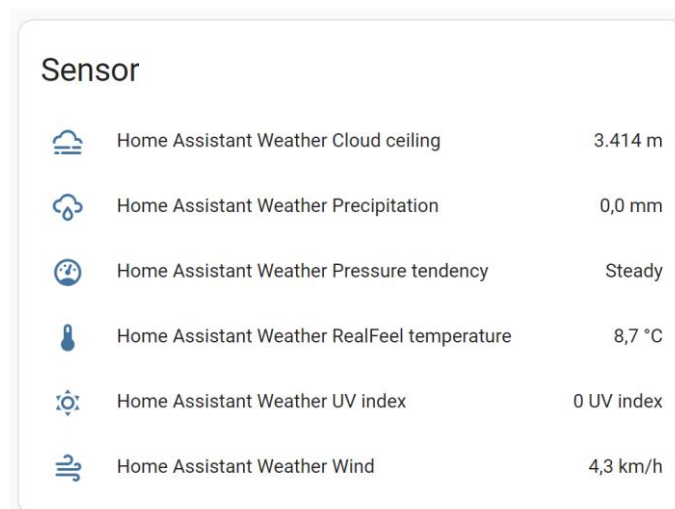 Sensor
Home Assistant Weather Cloud ceiling 3.414 m
Home Assistant Weather Precipitation 0,0 mm
Home Assistant Weather Pressure tendency Steady
Home Assistant Weather RealFeel temperature 8,7 °C
Home Assistant Weather UV index 0 UV index
Home Assistant Weather Wind 4,3 km/h